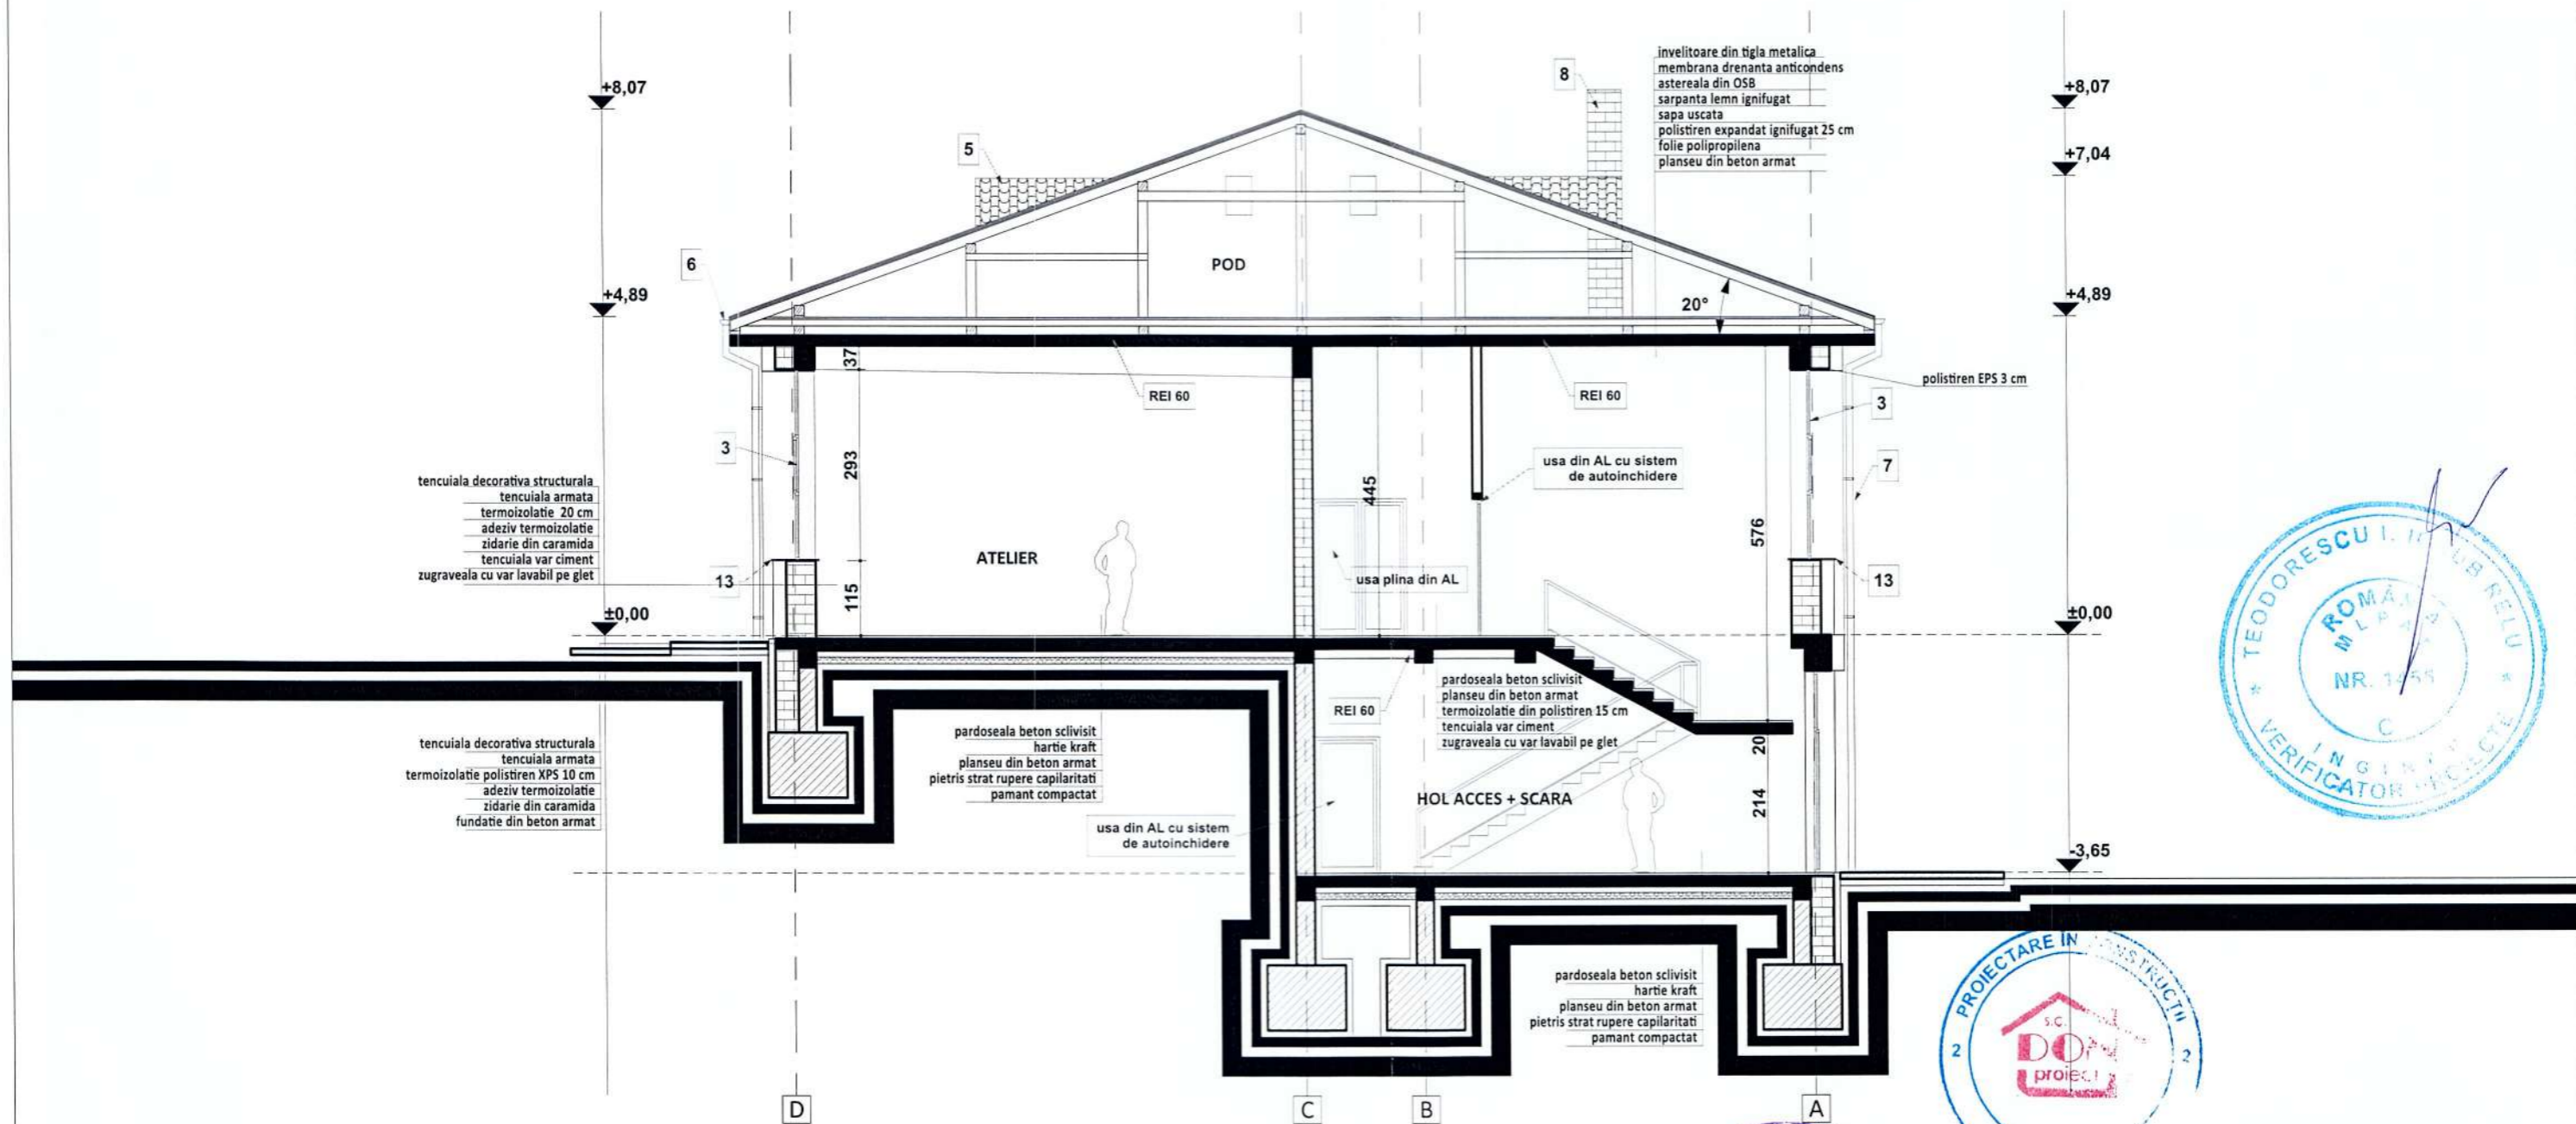 +8,07
+4,89
±0,00
5
6
8
invelitoare din tigla metalica
membrana drenanta anticondens
astereala din OSB
sarpanta lemn ignifugat
sapa uscata
polistiren expandat ignifugat 25 cm
folie polipropilena
planseu din beton armat
+8,07
+7,04
+4,89
±0,00
-3,65
POD
20°
37
293
115
REI 60
REI 60
polistiren EPS 3 cm
3
3
7
13
13
tencuiala decorativa structurala
tencuiala armata
termoizolatie 20 cm
adeziv termoizolatie
zidarie din caramida
tencuiala var ciment
zugraveala cu var lavabil pe glet
ATELIER
445
usa din AL cu sistem
de autoinchidere
usa plina din AL
576
REI 60
pardoseala beton sclivisit
planseu din beton armat
termoizolatie din polistiren 15 cm
tencuiala var ciment
zugraveala cu var lavabil pe glet
20
214
HOL ACCES + SCARA
tencuiala decorativa structurala
tencuiala armata
termoizolatie polistiren XPS 10 cm
adeziv termoizolatie
zidarie din caramida
fundatie din beton armat
pardoseala beton sclivisit
hartie kraft
planseu din beton armat
pietris strat rupere capilaritati
pamant compactat
usa din AL cu sistem
de autoinchidere
pardoseala beton sclivisit
hartie kraft
planseu din beton armat
pietris strat rupere capilaritati
pamant compactat
D
C
B
A
TEODORESCU I.
NR.
C
VERIFICATOR
PROIECTARE IN
S.C.
2
2